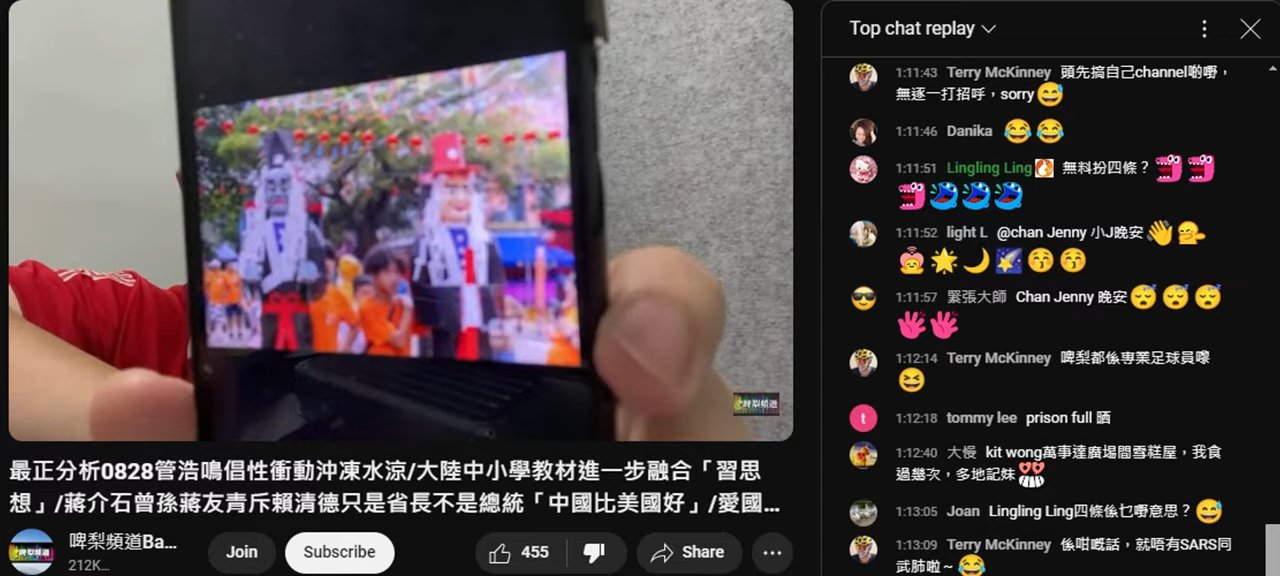 啤梨頻道
最正分析0828管浩鳴倡性衝動沖凍水涼/大陸中小學教材進一步融合「習思
想」/蔣介石曾孫蔣友青斥賴清德只是省長不是總統「中國比美國好」/愛國...
啤梨頻道
啤梨頻道Ba...
212K...
Join
Subscribe
455
Share
Top chat replay
1:11:43 Terry McKinney 頭先搞自己channel啲嘢，
無逐一打招呼，sorry😅
1:11:46 Danika 😂😂
1:11:51 Lingling Ling 無料扮四條？
1:11:52 light L @chan Jenny 小J晚安👋
🌟🌙🌠😚😚
1:11:57 緊張大師 Chan Jenny 晚安😴😴😴
1:12:14 Terry McKinney 啤梨都係專業足球員嚟
😆
t
1:12:18 tommy lee prison full 晒
1:12:40 大慢 kit wong萬事達廣場間雪糕屋，我食
過幾次，多地記妹
1:13:05 Joan Lingling Ling四條係乜嘢意思？😅
1:13:09 Terry McKinney 係咁嘅話，就唔有SARS同
武肺啦～😂